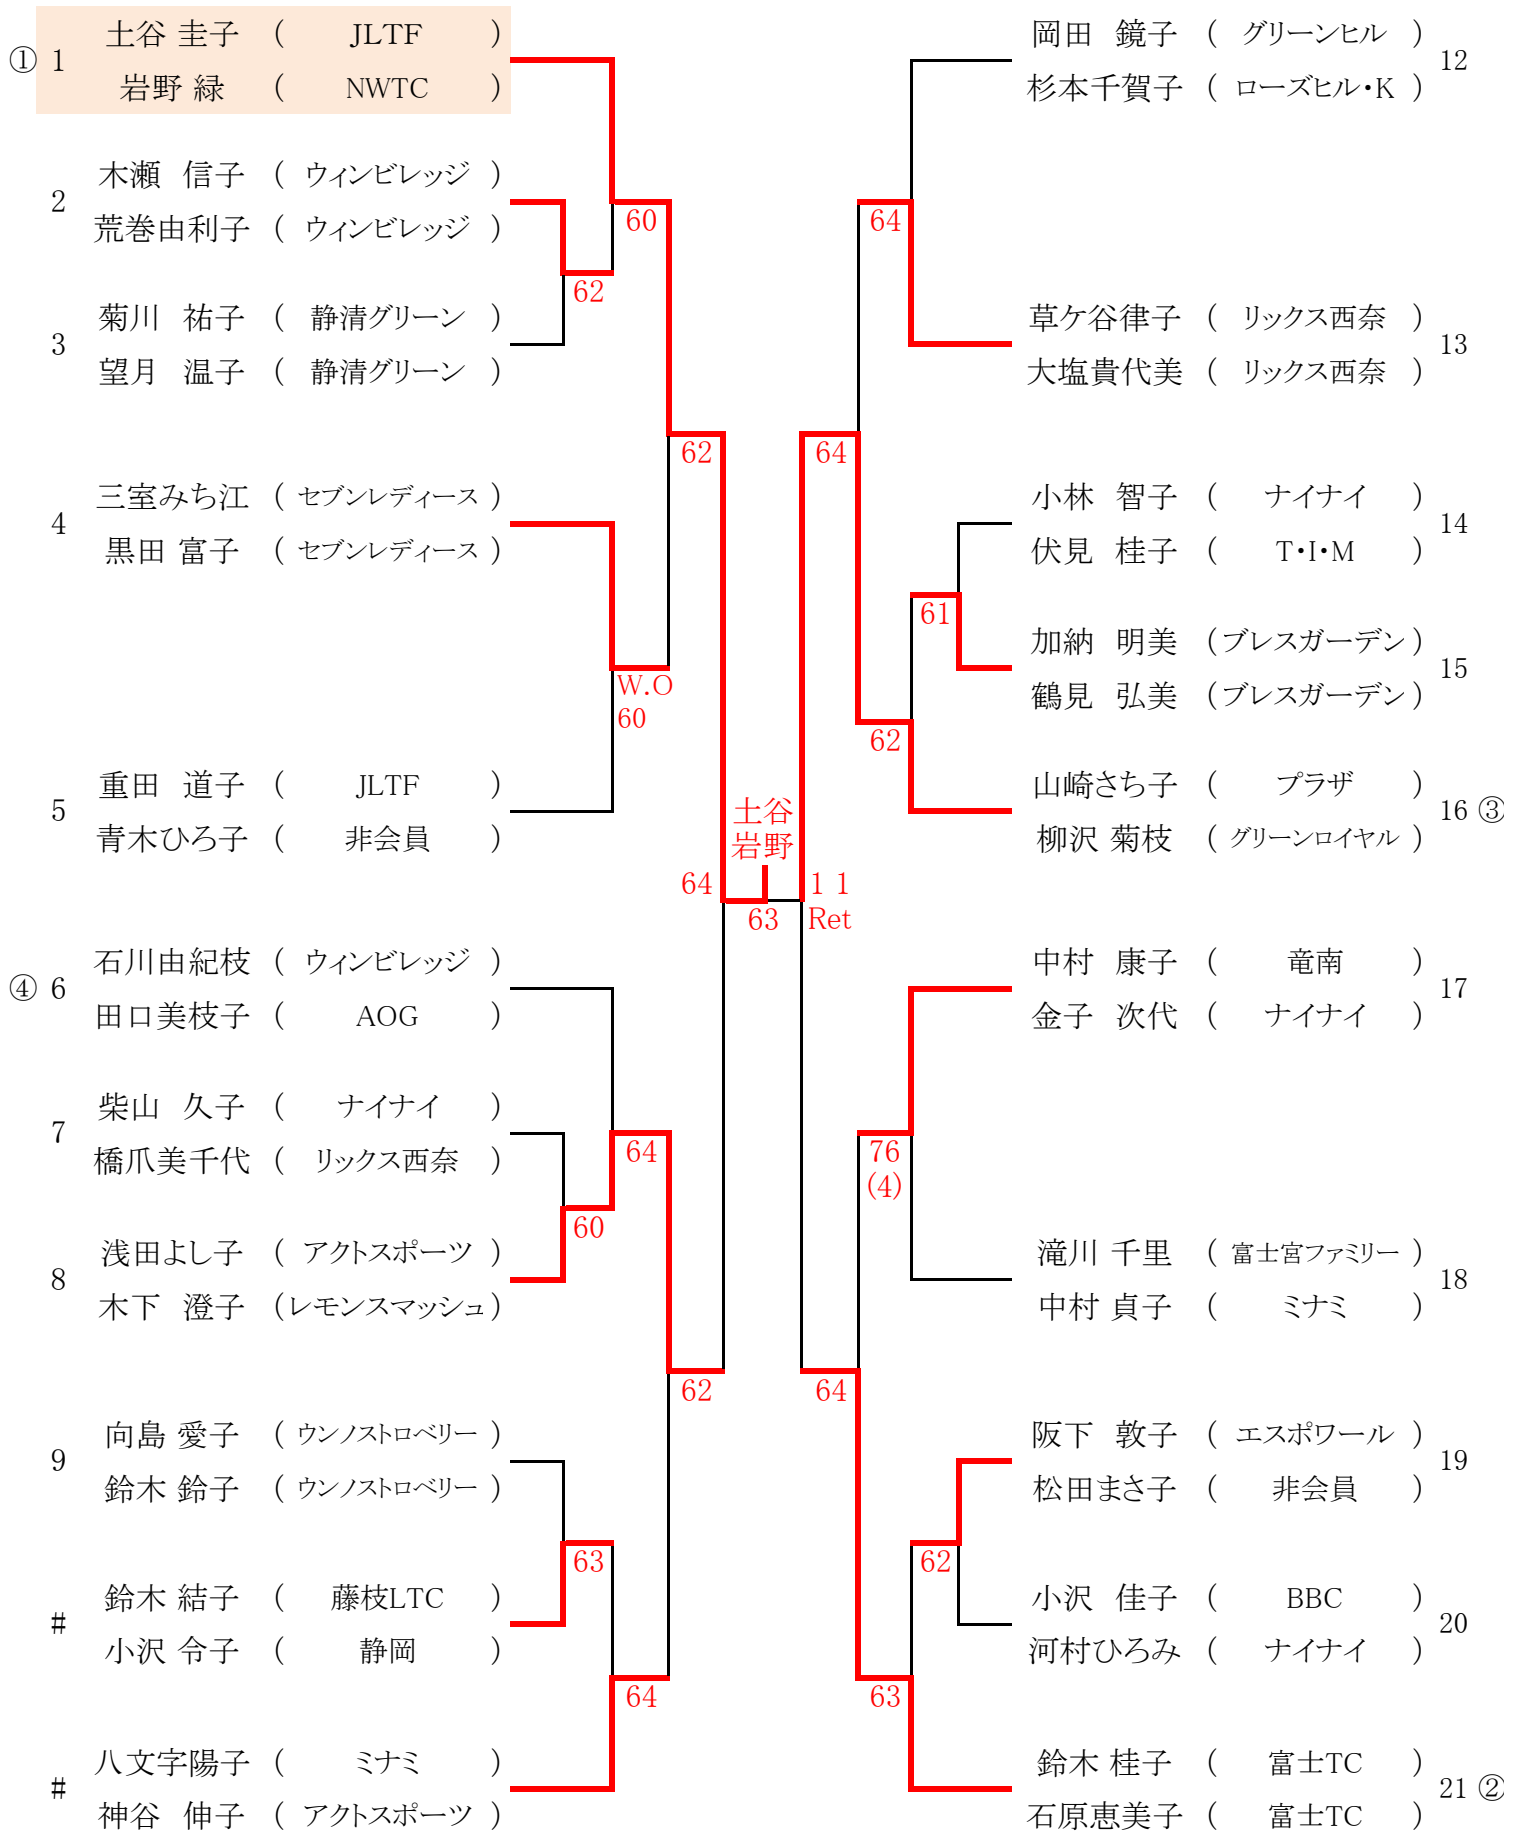 土谷 圭子 ( JLTF )
① 1
岩野 緑 ( NWTC )
木瀬 信子 ( ウィンビレッジ )
2
荒巻由利子 ( ウィンビレッジ )
60
62
菊川 祐子 ( 静清グリーン )
3
望月 温子 ( 静清グリーン )
62
三室みち江 ( セブンレディース )
4
黒田 富子 ( セブンレディース )
W.O
60
重田 道子 ( JLTF )
5
青木ひろ子 ( 非会員 )
土谷
岩野
64
63
1 1
Ret
石川由紀枝 ( ウィンビレッジ )
④ 6
田口美枝子 ( AOG )
柴山 久子 ( ナイナイ )
7
橋爪美千代 ( リックス西奈 )
64
60
浅田よし子 ( アクトスポーツ )
8
木下 澄子 (レモンスマッシュ)
62
向島 愛子 ( ウンノストロベリー )
9
鈴木 鈴子 ( ウンノストロベリー )
63
鈴木 結子 ( 藤枝LTC )
#
小沢 令子 ( 静岡 )
64
八文字陽子 ( ミナミ )
#
神谷 伸子 ( アクトスポーツ )
岡田 鏡子 ( グリーンヒル )
12
杉本千賀子 ( ローズヒル・K )
64
草ケ谷律子 ( リックス西奈 )
13
大塩貴代美 ( リックス西奈 )
64
小林 智子 ( ナイナイ )
14
伏見 桂子 ( T・I・M )
61
加納 明美 (ブレスガーデン)
15
鶴見 弘美 (ブレスガーデン)
62
山崎さち子 ( プラザ )
16 ③
柳沢 菊枝 ( グリーンロイヤル )
中村 康子 ( 竜南 )
17
金子 次代 ( ナイナイ )
76
(4)
滝川 千里 ( 富士宮ファミリー )
18
中村 貞子 ( ミナミ )
64
阪下 敦子 ( エスポワール )
19
松田まさ子 ( 非会員 )
62
小沢 佳子 ( BBC )
20
河村ひろみ ( ナイナイ )
63
鈴木 桂子 ( 富士TC )
21 ②
石原恵美子 ( 富士TC )